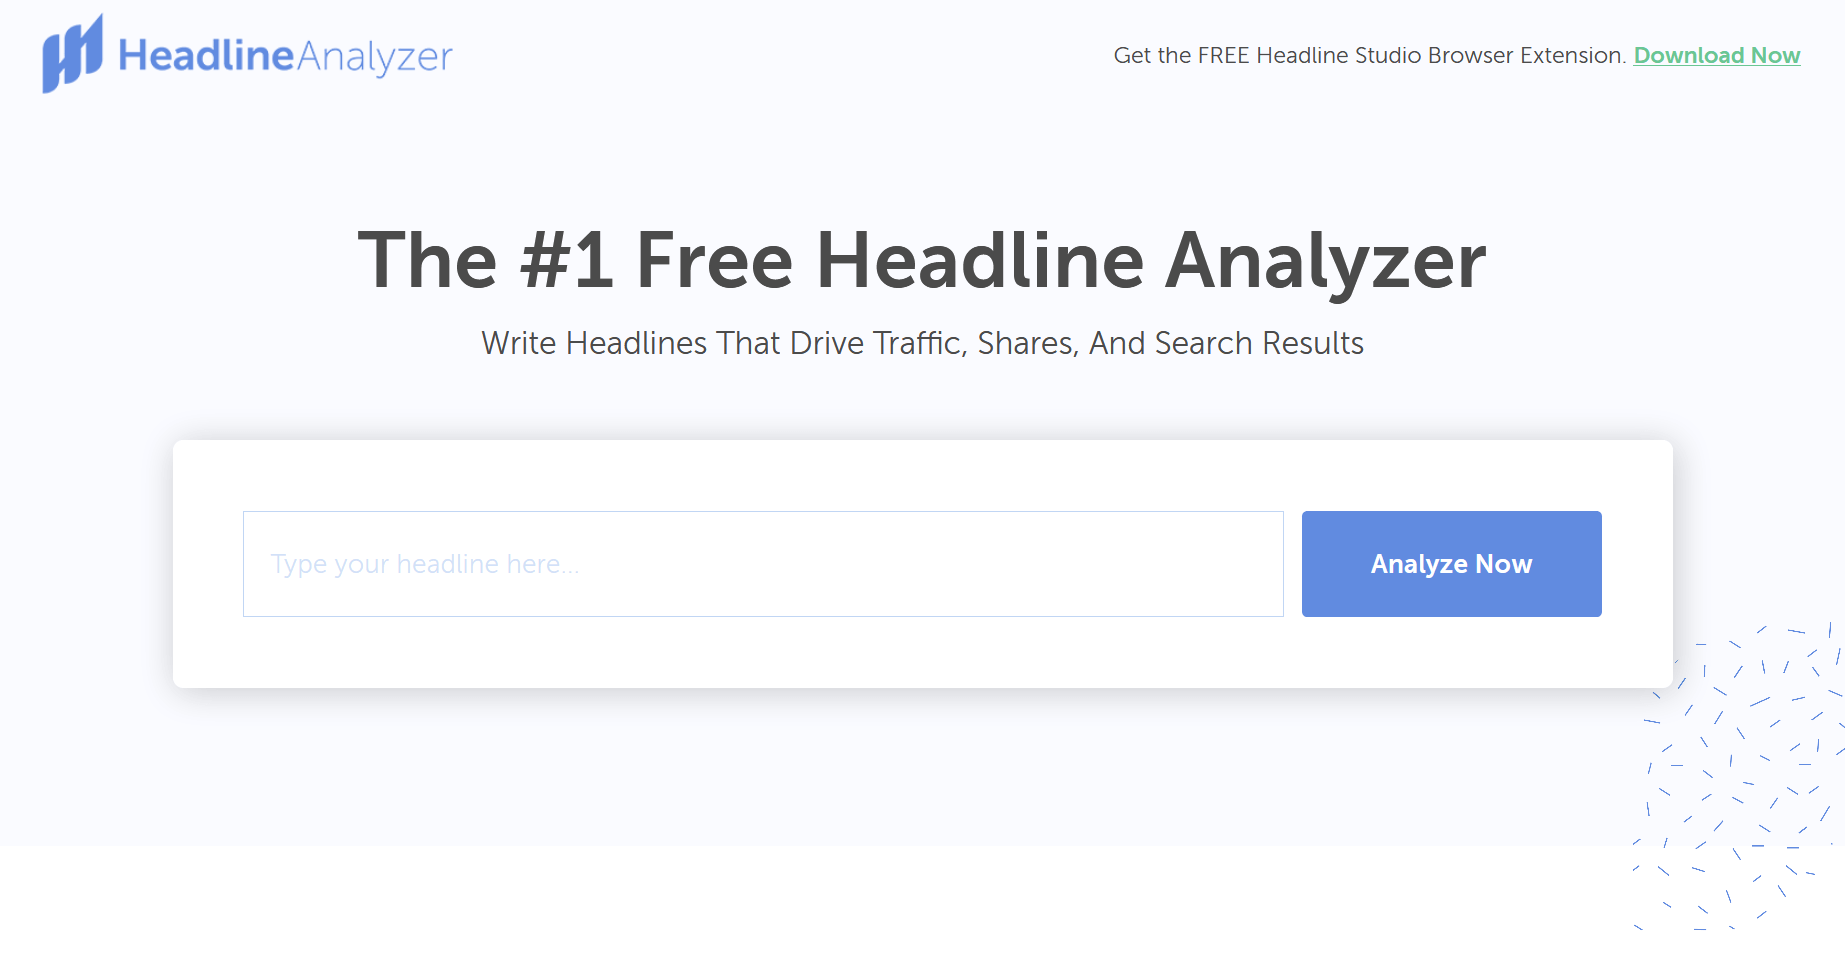 HeadlineAnalyzer
Get the FREE Headline Studio Browser Extension. Download Now
The #1 Free Headline Analyzer
Write Headlines That Drive Traffic, Shares, And Search Results
Type your headline here...
Analyze Now